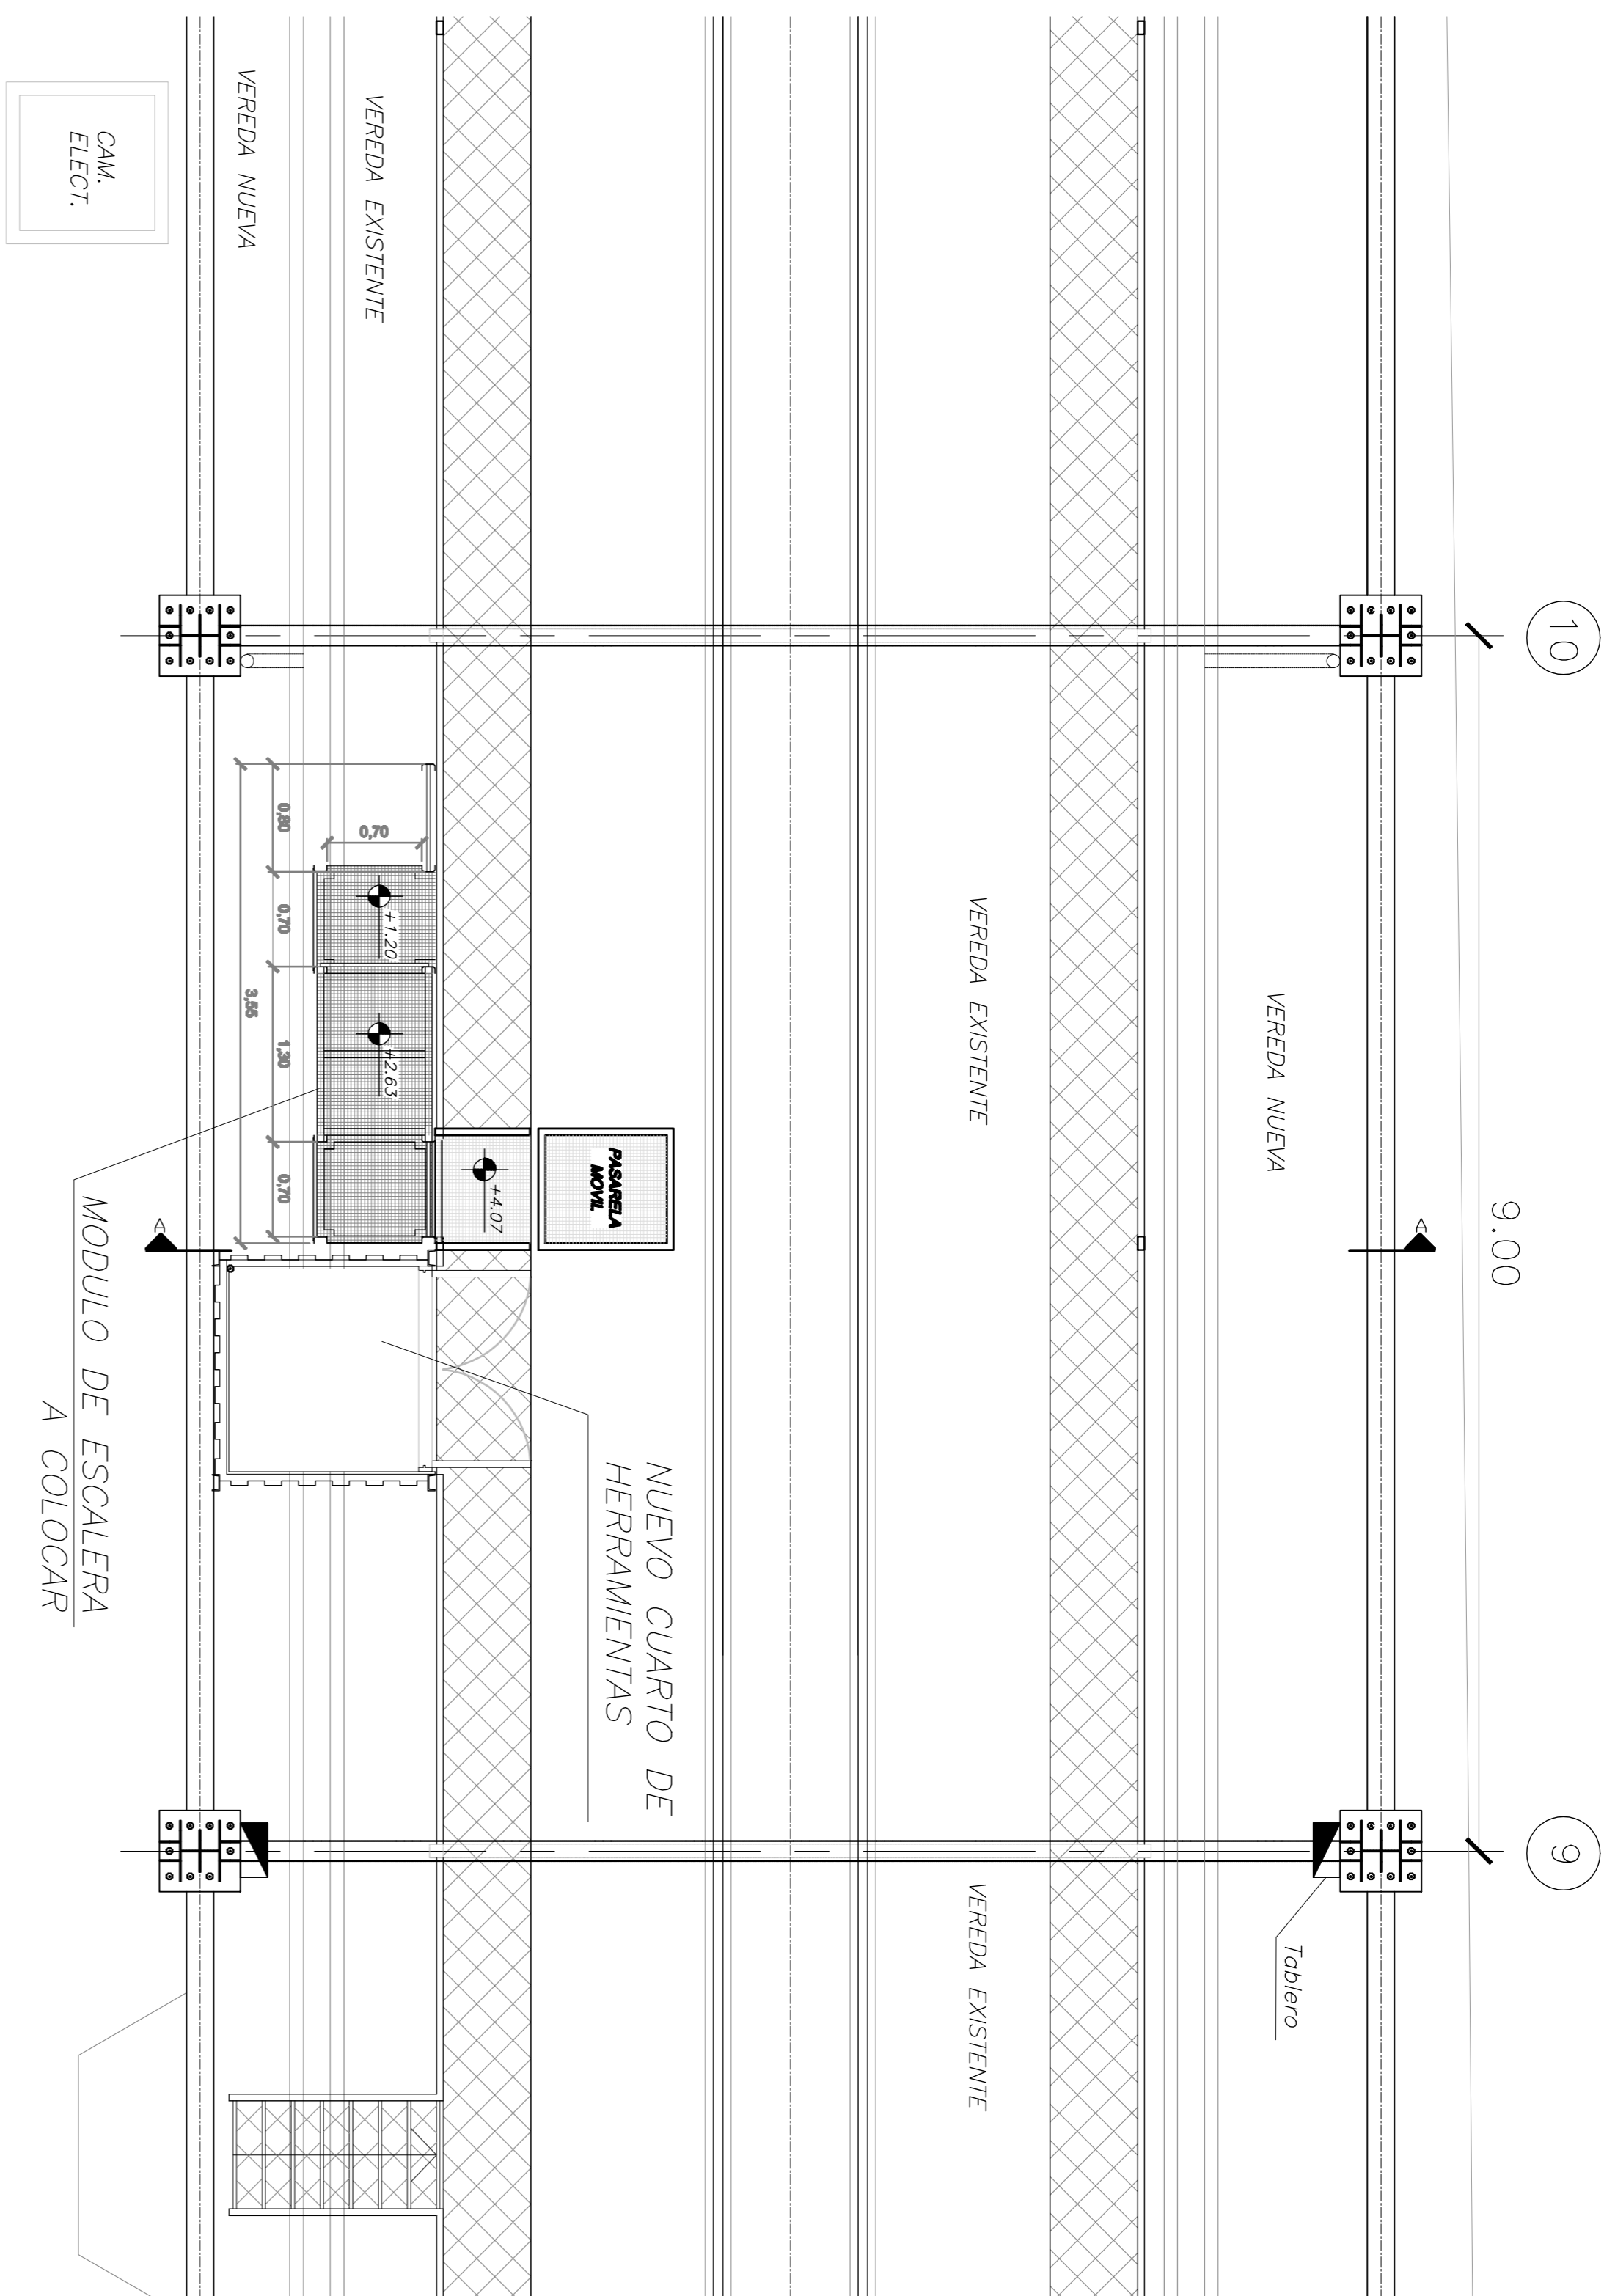 10
9.00
9
VEREDA NUEVA
Tablero
VEREDA EXISTENTE
VEREDA EXISTENTE
A
PASARELA
MOVIL
NUEVO CUARTO DE
HERRAMIENTAS
+4.07
VEREDA EXISTENTE
0,70
+1.20
+2.63
0,80
0,70
1,30
0,70
3,55
VEREDA NUEVA
A
CAM.
ELECT.
MODULO DE ESCALERA
A COLOCAR